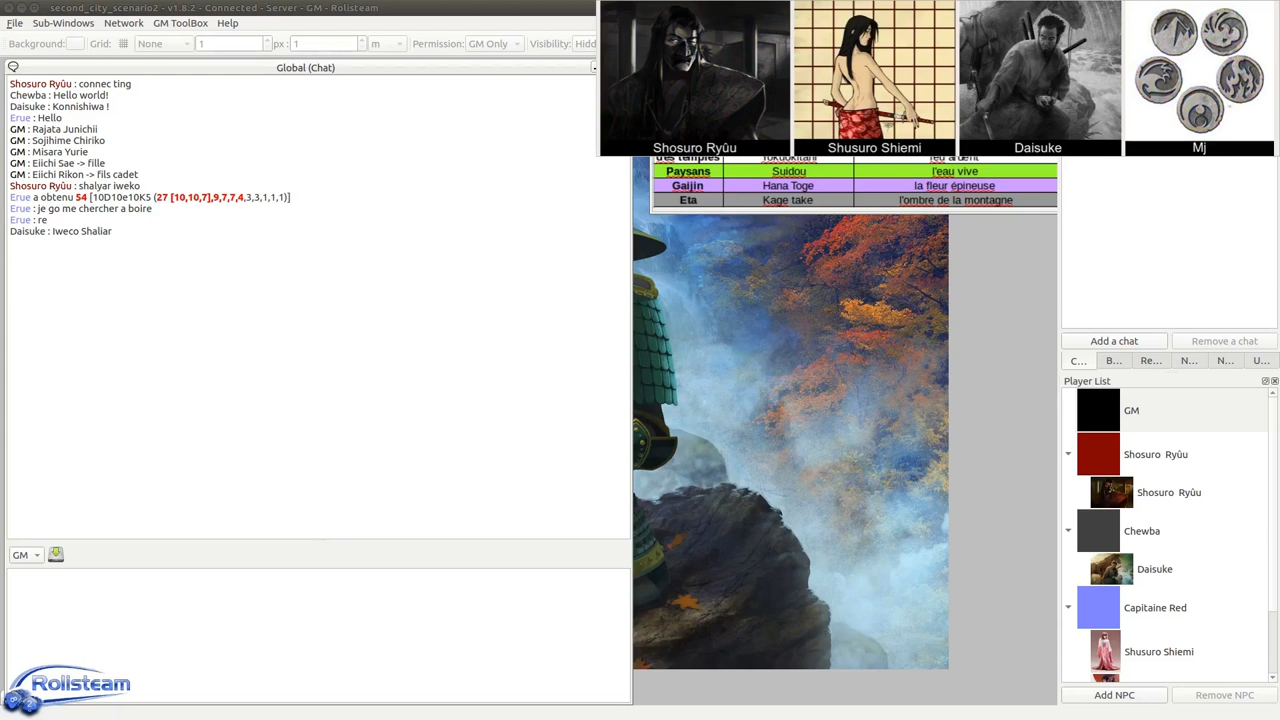 second_city_scenario2 - v1.8.2 - Connected - Server - GM - Rolisteam
File Sub-Windows Network GM ToolBox Help
Background: Grid: None 1 px : 1 m Permission: GM Only Visibility: Hidd
Global (Chat)
Shosuro Ryûu : connec ting
Chewba : Hello world!
Daisuke : Konnishiwa !
Erue : Hello
GM : Rajata Junichii
GM : Sojihime Chiriko
GM : Misara Yurie
GM : Eiichi Sae -> fille
GM : Eiichi Rikon -> fils cadet
Shosuro Ryûu : shalyar iweko
Erue a obtenu 54 [10D10e10K5 (27 [10,10,7],9,7,7,4,3,3,1,1,1)]
Erue : je go me chercher a boire
Erue : re
Daisuke : Iweco Shaliar
GM
Rolisteam
Shosuro Ryûu
Shusuro Shiemi
Daisuke
Mj
des temples Yokuokitani feu ardent
Paysans Suidou l'eau vive
Gaijin Hana Toge la fleur épineuse
Eta Kage take l'ombre de la montagne
Add a chat Remove a chat
C... B... Re... N... N... U...
Player List
GM
Shosuro Ryûu
Shosuro Ryûu
Chewba
Daisuke
Capitaine Red
Shusuro Shiemi
Add NPC Remove NPC